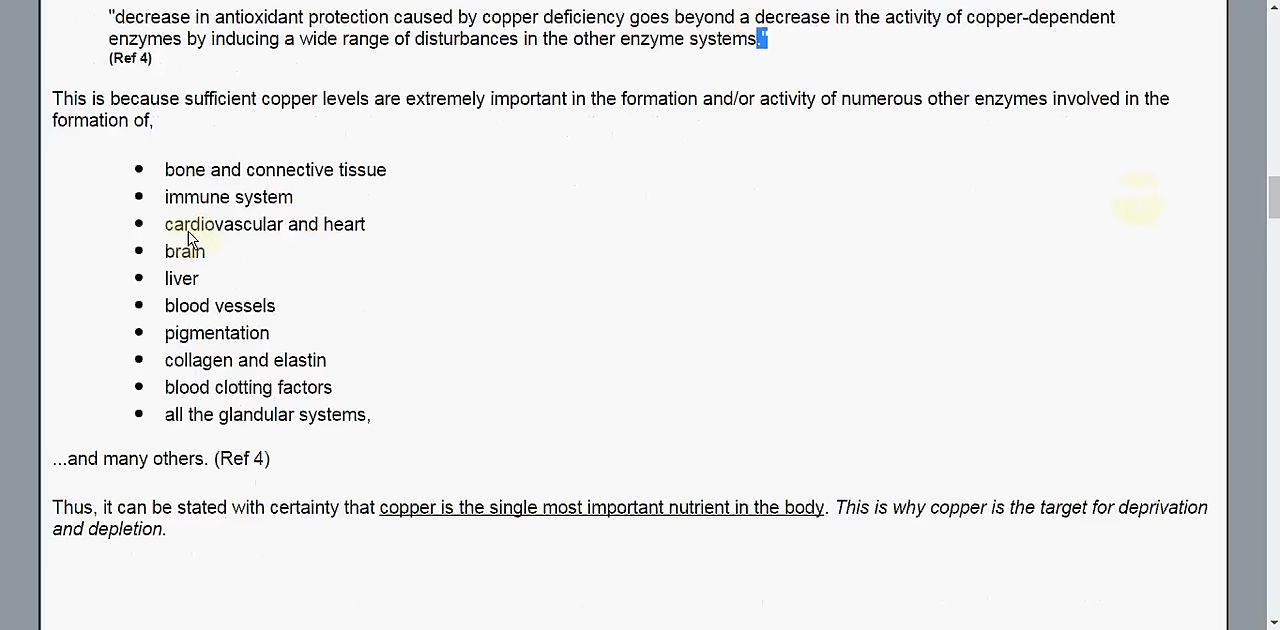 "decrease in antioxidant protection caused by copper deficiency goes beyond a decrease in the activity of copper-dependent
enzymes by inducing a wide range of disturbances in the other enzyme systems."
(Ref 4)
This is because sufficient copper levels are extremely important in the formation and/or activity of numerous other enzymes involved in the
formation of,
• bone and connective tissue
• immune system
• cardiovascular and heart
• brain
• liver
• blood vessels
• pigmentation
• collagen and elastin
• blood clotting factors
• all the glandular systems,
...and many others. (Ref 4)
Thus, it can be stated with certainty that copper is the single most important nutrient in the body. This is why copper is the target for deprivation
and depletion.